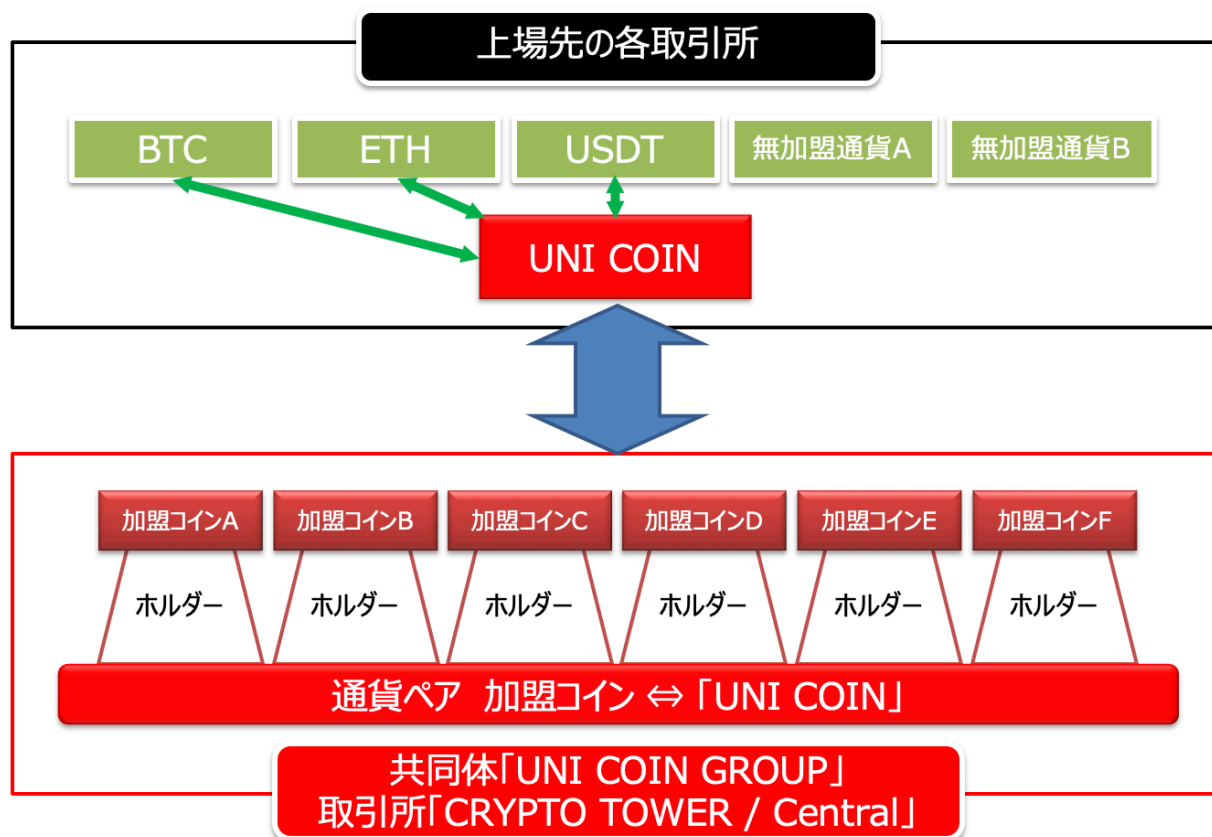 上場先の各取引所
BTC
ETH
USDT
無加盟通貨A
無加盟通貨B
UNI COIN
加盟コインA
加盟コインB
加盟コインC
加盟コインD
加盟コインE
加盟コインF
ホルダー
ホルダー
ホルダー
ホルダー
ホルダー
ホルダー
通貨ペア 加盟コイン ⇔「UNI COIN」
共同体「UNI COIN GROUP」
取引所「CRYPTO TOWER / Central」